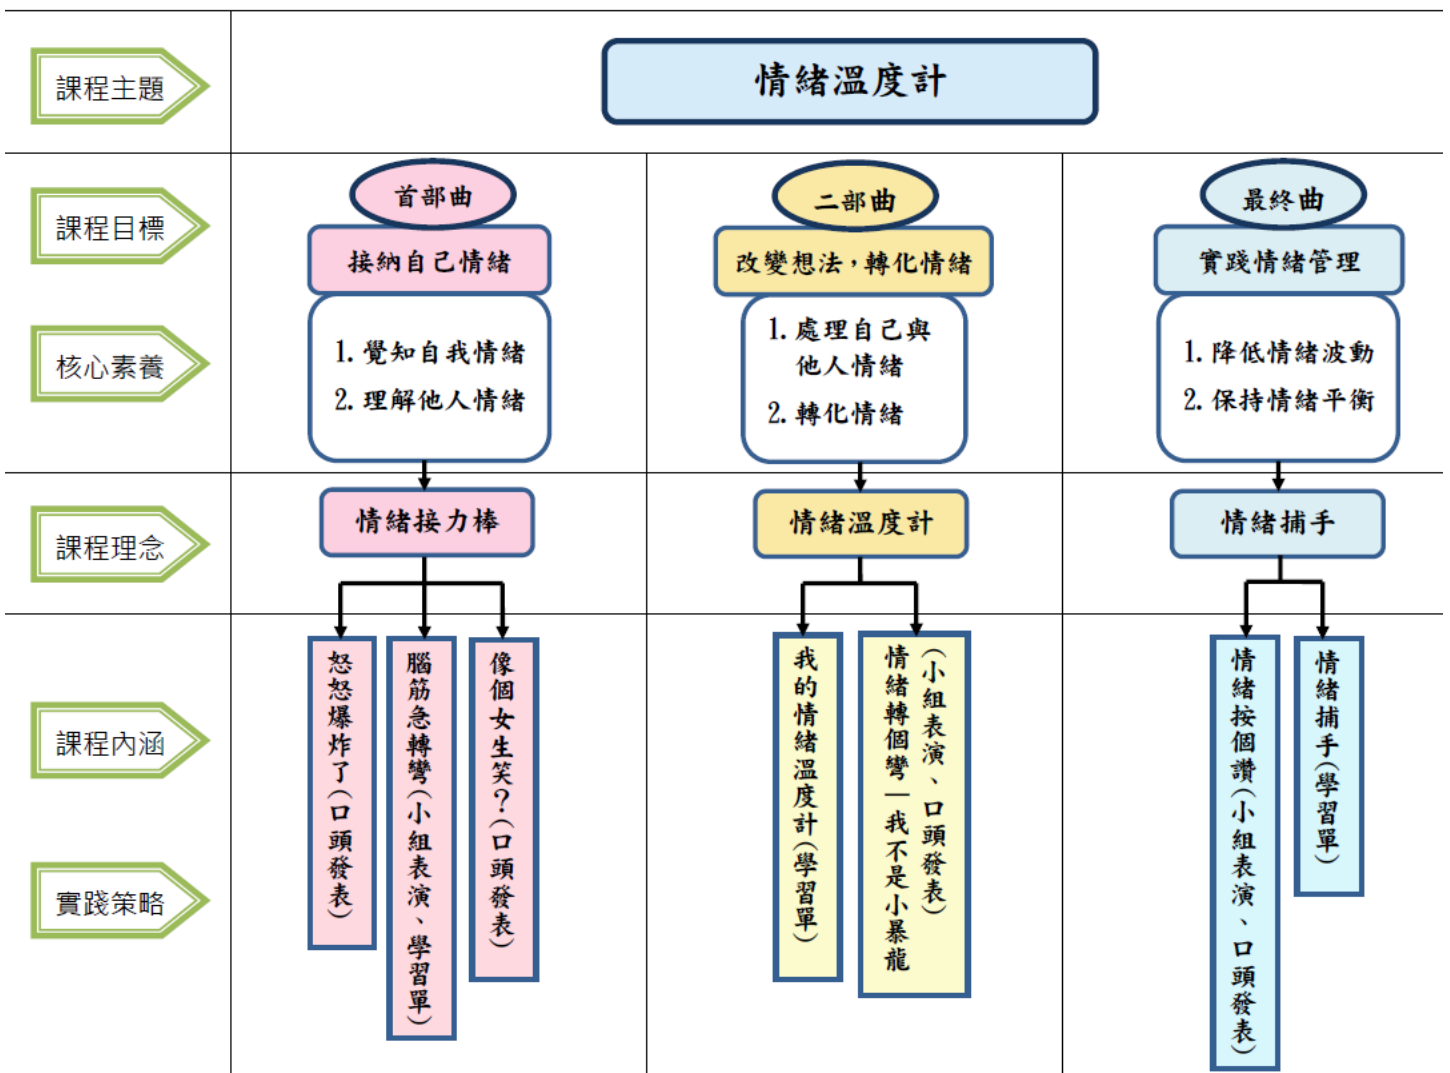 課程主題
情緒溫度計
課程目標
首部曲
接納自己情緒
二部曲
改變想法，轉化情緒
最終曲
實踐情緒管理
核心素養
1. 覺知自我情緒
2. 理解他人情緒
1. 處理自己與
他人情緒
2. 轉化情緒
1. 降低情緒波動
2. 保持情緒平衡
課程理念
情緒接力棒
情緒溫度計
情緒捕手
課程內涵
實踐策略
怒怒爆炸了(口頭發表)
腦筋急轉彎(小組表演、學習單)
像個女生笑？(口頭發表)
我的情緒溫度計(學習單)
情緒轉個彎—我不是小暴龍
(小組表演、口頭發表)
情緒按個讚(小組表演、口頭發表)
情緒捕手(學習單)